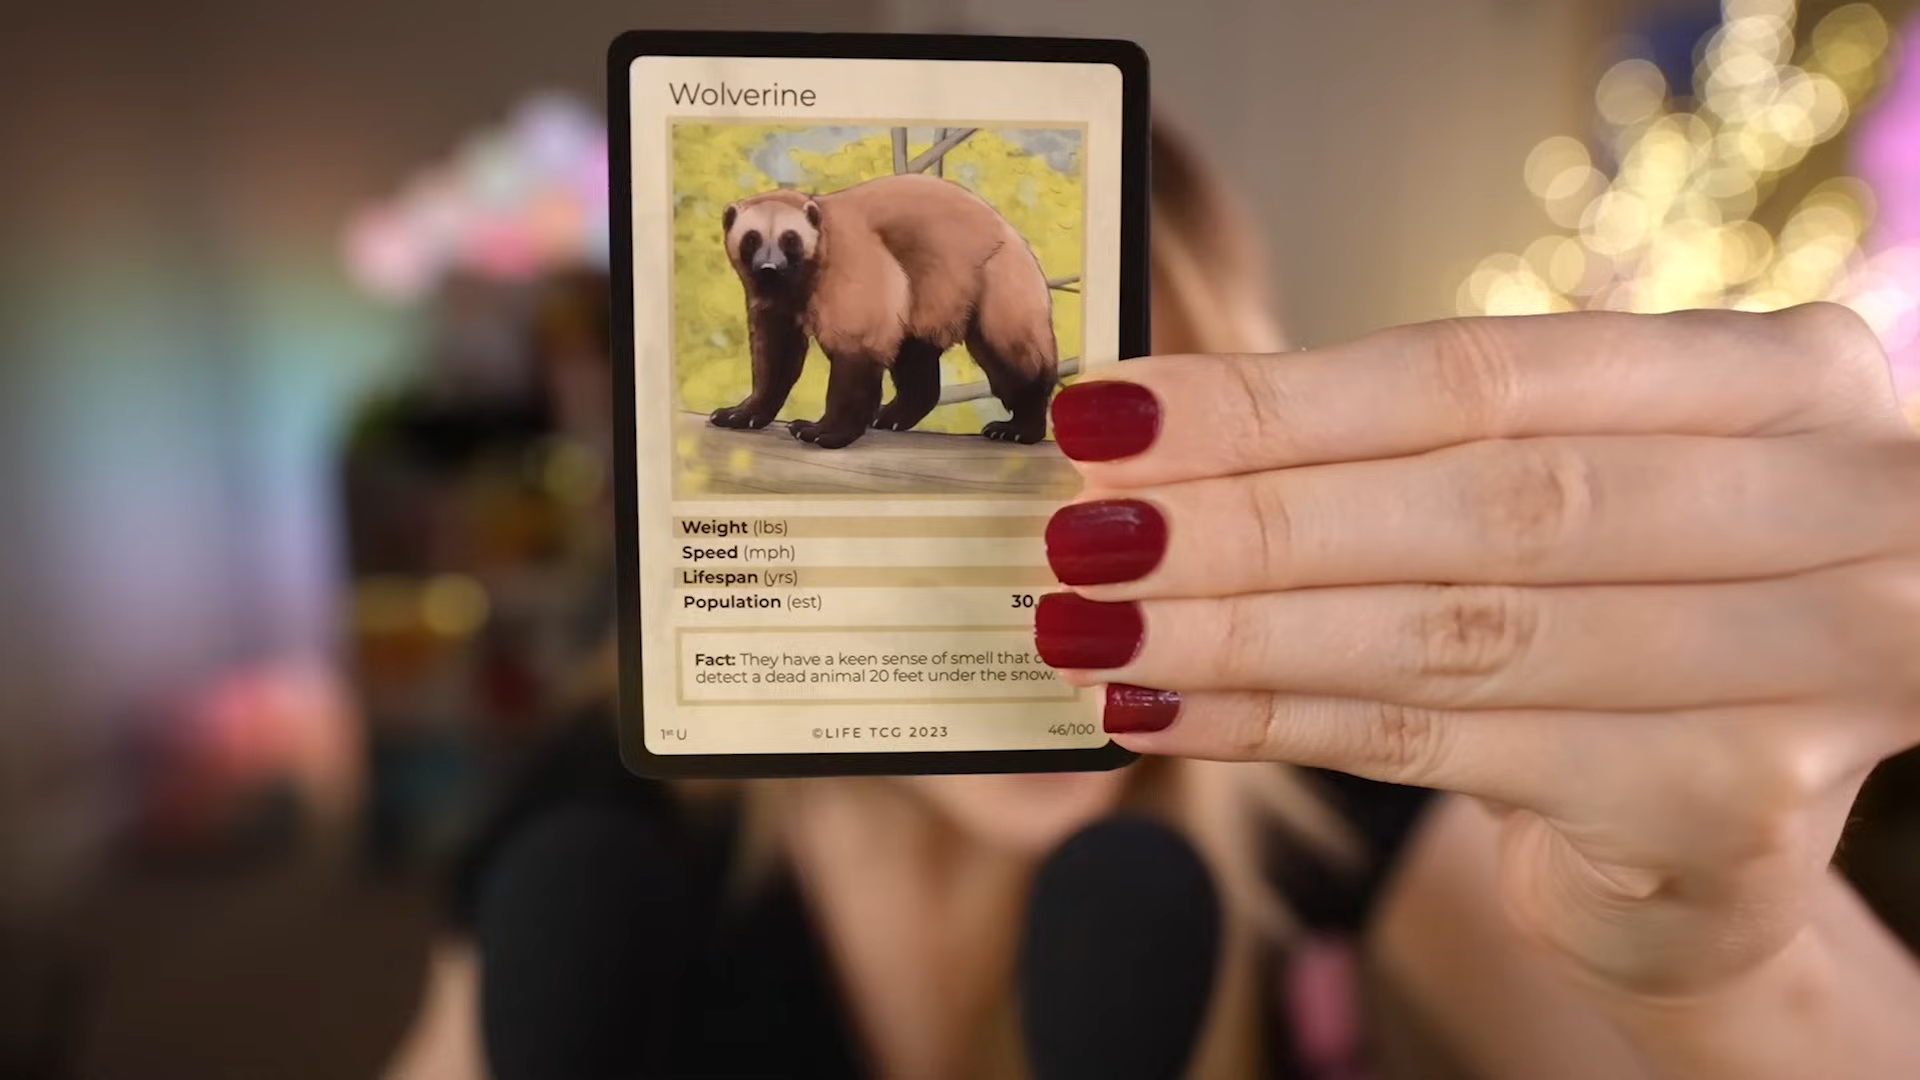 Wolverine
Weight (lbs)
Speed (mph)
Lifespan (yrs)
Population (est) 30,
Fact: They have a keen sense of smell that
detect a dead animal 20 feet under the snow.
1st U ©LIFE TCG 2023 46/100